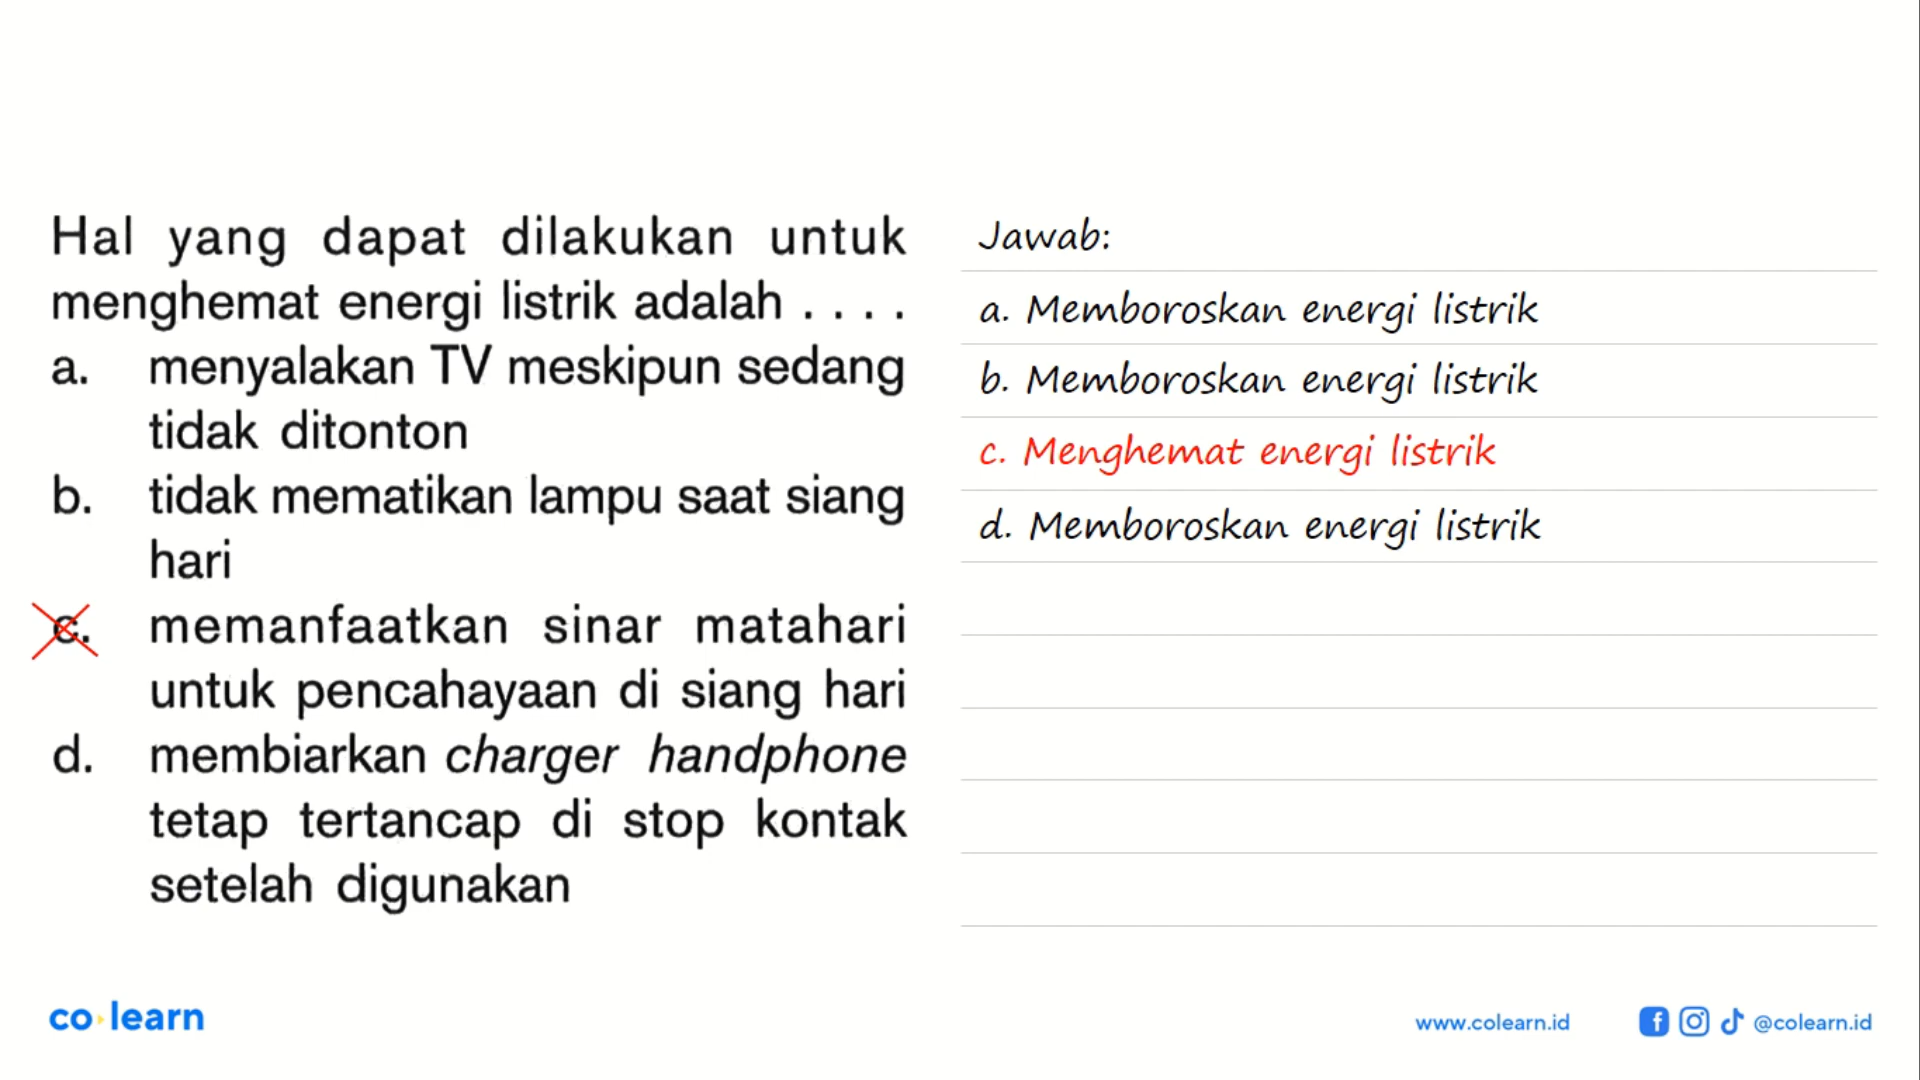 Hal yang dapat dilakukan untuk
menghemat energi listrik adalah . . . .
a. menyalakan TV meskipun sedang
tidak ditonton
b. tidak mematikan lampu saat siang
hari
c. memanfaatkan sinar matahari
untuk pencahayaan di siang hari
d. membiarkan charger handphone
tetap tertancap di stop kontak
setelah digunakan
Jawab:
a. Memboroskan energi listrik
b. Memboroskan energi listrik
c. Menghemat energi listrik
d. Memboroskan energi listrik
co learn
www.colearn.id
@colearn.id